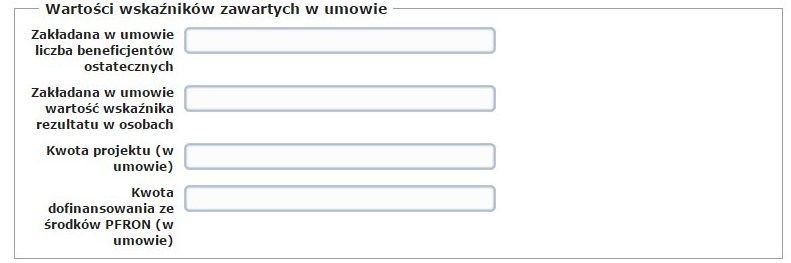 Wartości wskaźników zawartych w umowie
Zakładana w umowie
liczba beneficjentów
ostatecznych
Zakładana w umowie
wartość wskaźnika
rezultatu w osobach
Kwota projektu (w
umowie)
Kwota
dofinansowania ze
środków PFRON (w
umowie)